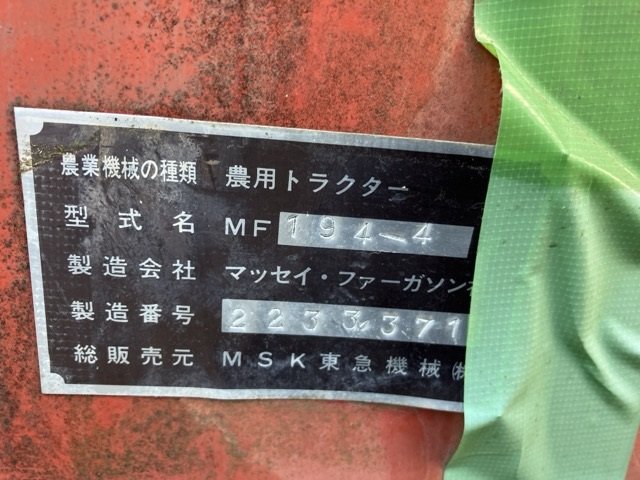 農業機械の種類 農用トラクター
型式名 MF 194-4
製造会社 マッセイ・ファーガソン
製造番号 2233371
総販売元 MSK東急機械㈱